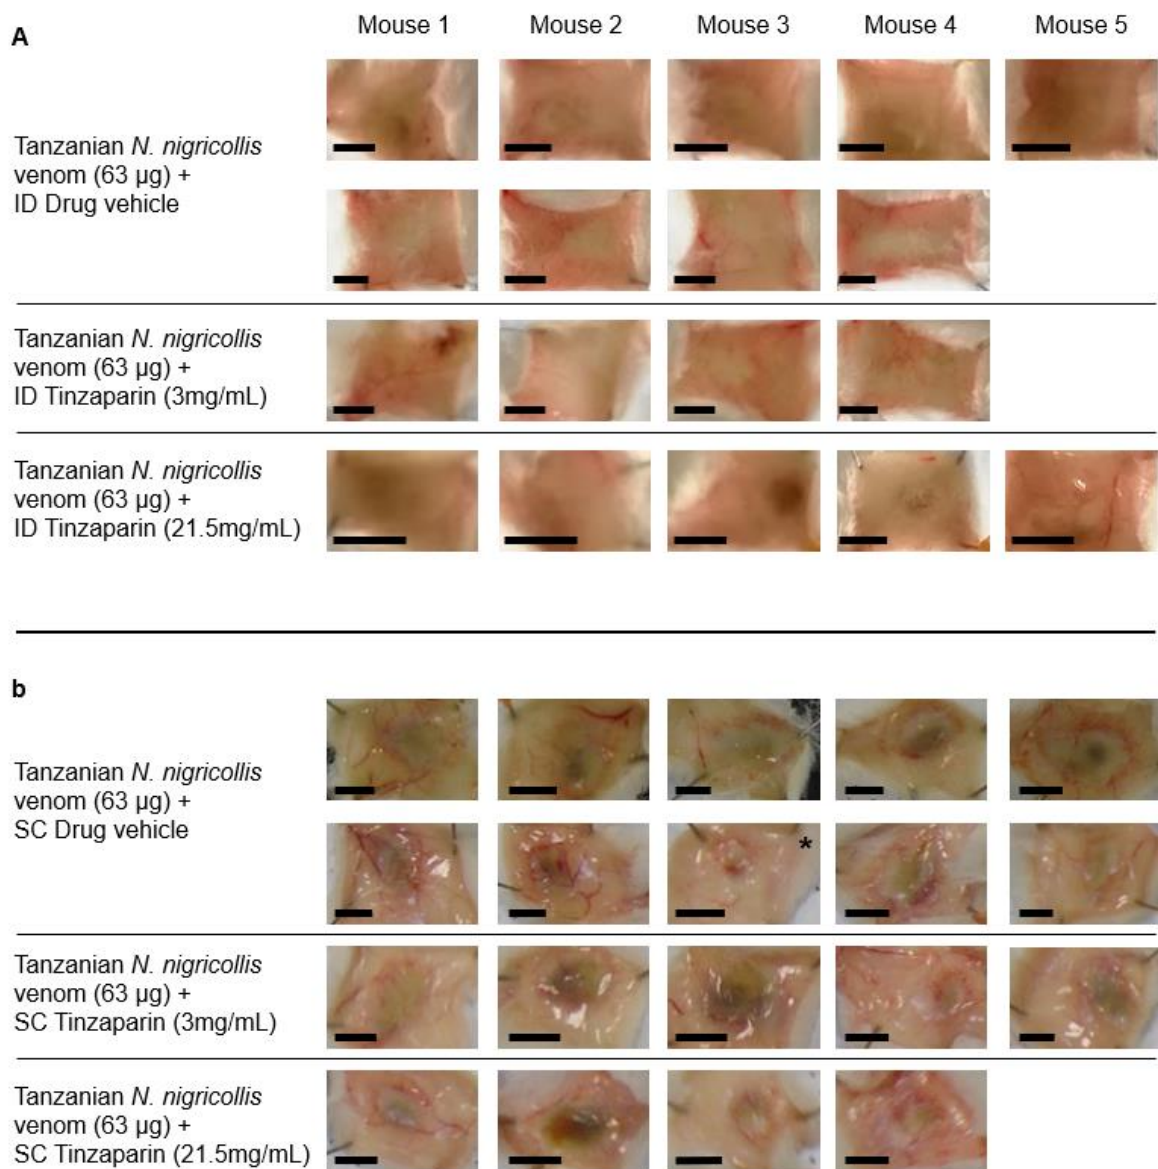 A
Mouse 1 Mouse 2 Mouse 3 Mouse 4 Mouse 5
Tanzanian N. nigricollis
venom (63 µg) +
ID Drug vehicle
Tanzanian N. nigricollis
venom (63 µg) +
ID Tinzaparin (3mg/mL)
Tanzanian N. nigricollis
venom (63 µg) +
ID Tinzaparin (21.5mg/mL)
b
Tanzanian N. nigricollis
venom (63 µg) +
SC Drug vehicle
*
Tanzanian N. nigricollis
venom (63 µg) +
SC Tinzaparin (3mg/mL)
Tanzanian N. nigricollis
venom (63 µg) +
SC Tinzaparin (21.5mg/mL)